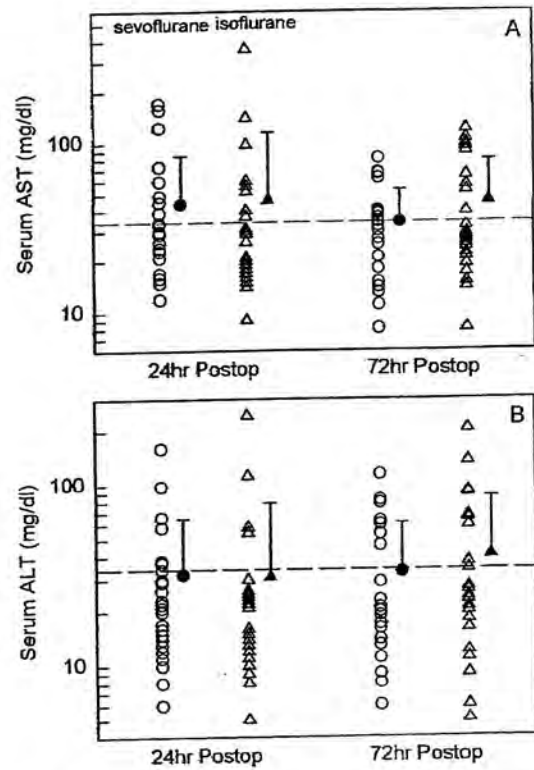 sevoflurane isoflurane
A
Serum AST (mg/dl)
100
10
24hr Postop 72hr Postop
B
Serum ALT (mg/dl)
100
10
24hr Postop 72hr Postop